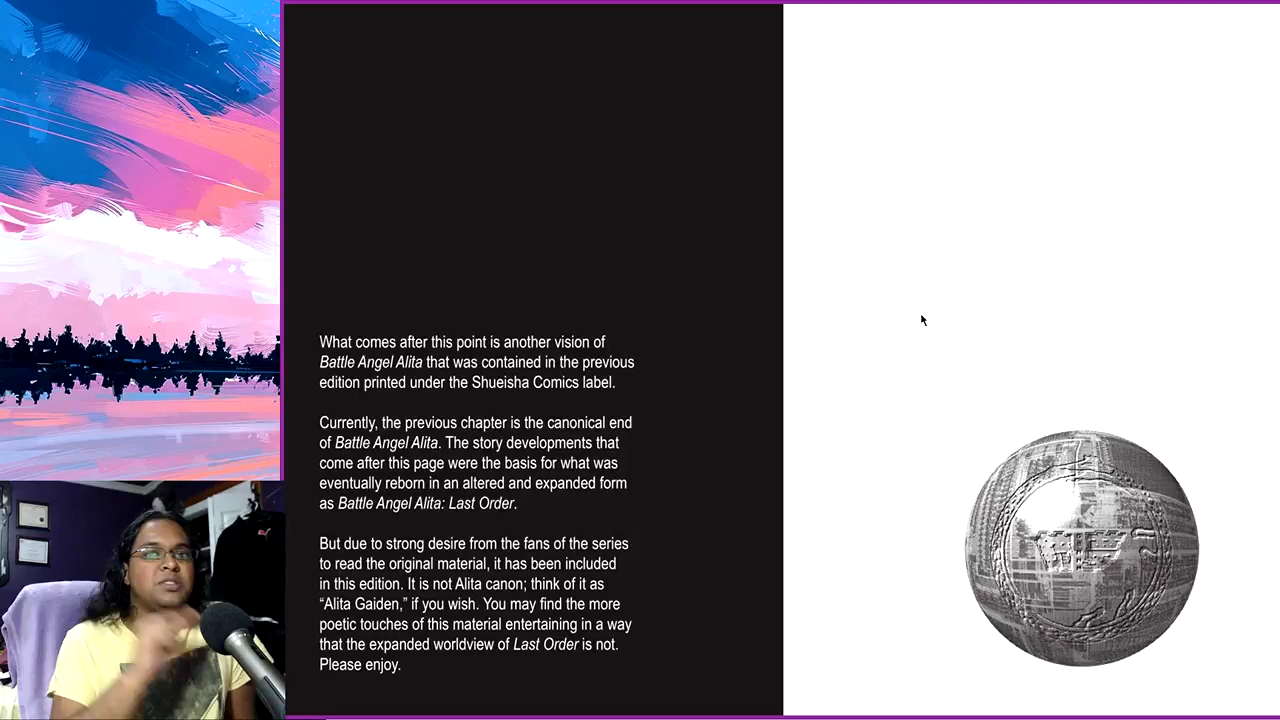 What comes after this point is another vision of
Battle Angel Alita that was contained in the previous
edition printed under the Shueisha Comics label.
Currently, the previous chapter is the canonical end
of Battle Angel Alita. The story developments that
come after this page were the basis for what was
eventually reborn in an altered and expanded form
as Battle Angel Alita: Last Order.
But due to strong desire from the fans of the series
to read the original material, it has been included
in this edition. It is not Alita canon; think of it as
“Alita Gaiden,” if you wish. You may find the more
poetic touches of this material entertaining in a way
that the expanded worldview of Last Order is not.
Please enjoy.